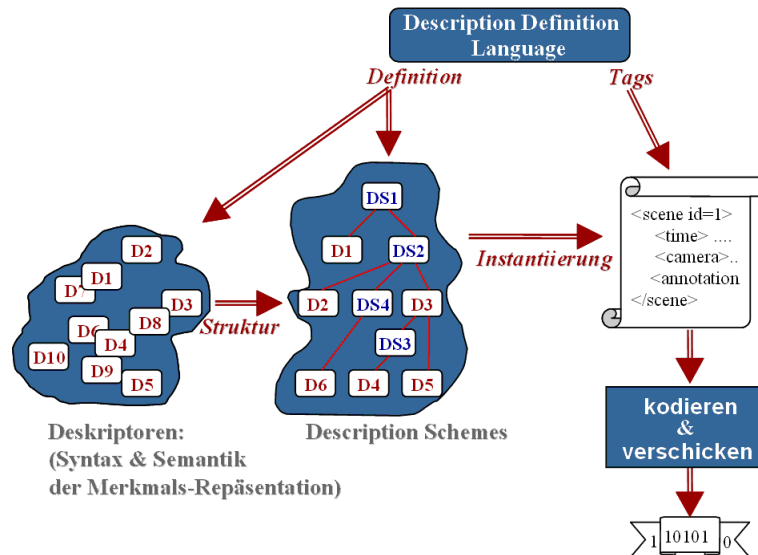 Description Definition
Language
Definition
Tags
DS1
D1
DS2
D2
DS4
D3
DS3
D6
D4
D5
D2
D1
D7
D3
D8
D6
D4
D10
D9
D5
Struktur
Instantiierung
<scene id=1>
<time> ....
<camera>..
<annotation
</scene>
Deskriptoren:
(Syntax & Semantik
der Merkmals-Repäsentation)
Description Schemes
kodieren
&
verschicken
1 10101 0